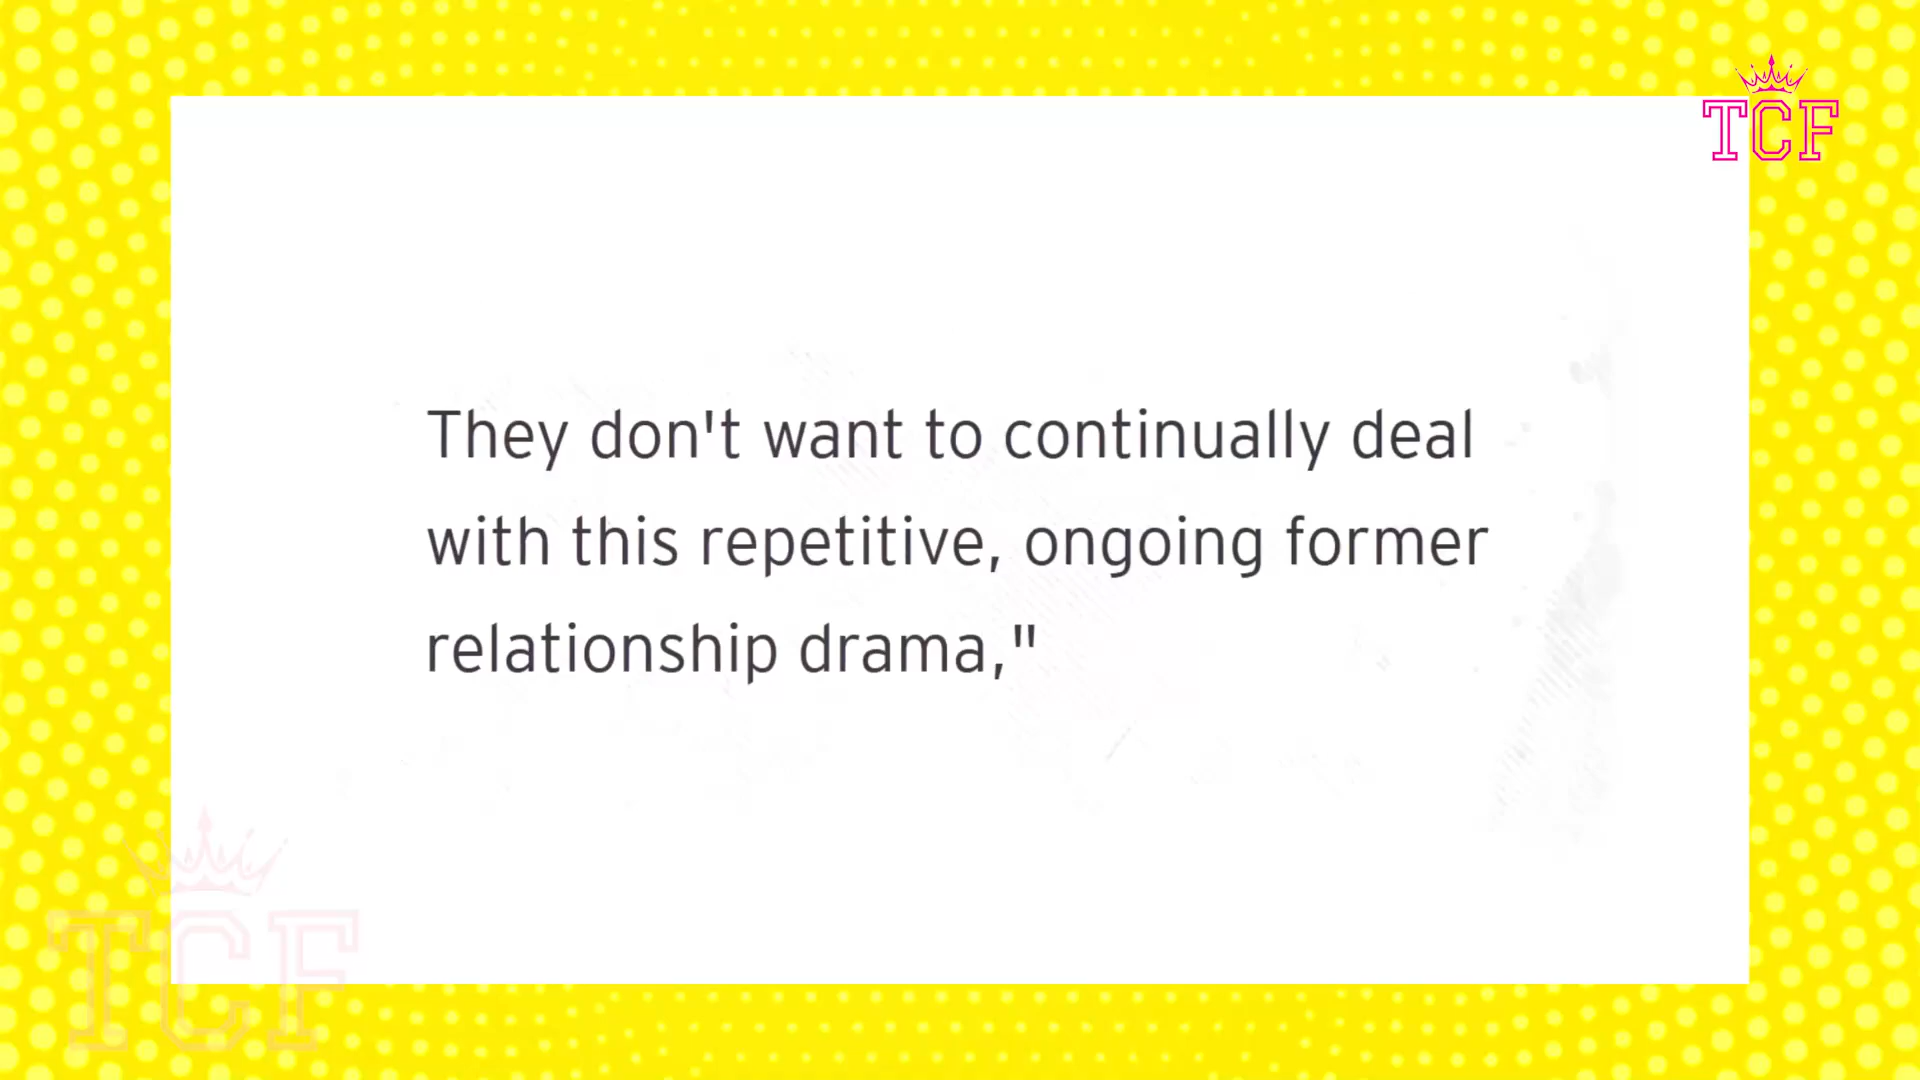 TCF
They don't want to continually deal
with this repetitive, ongoing former
relationship drama,"
TCF